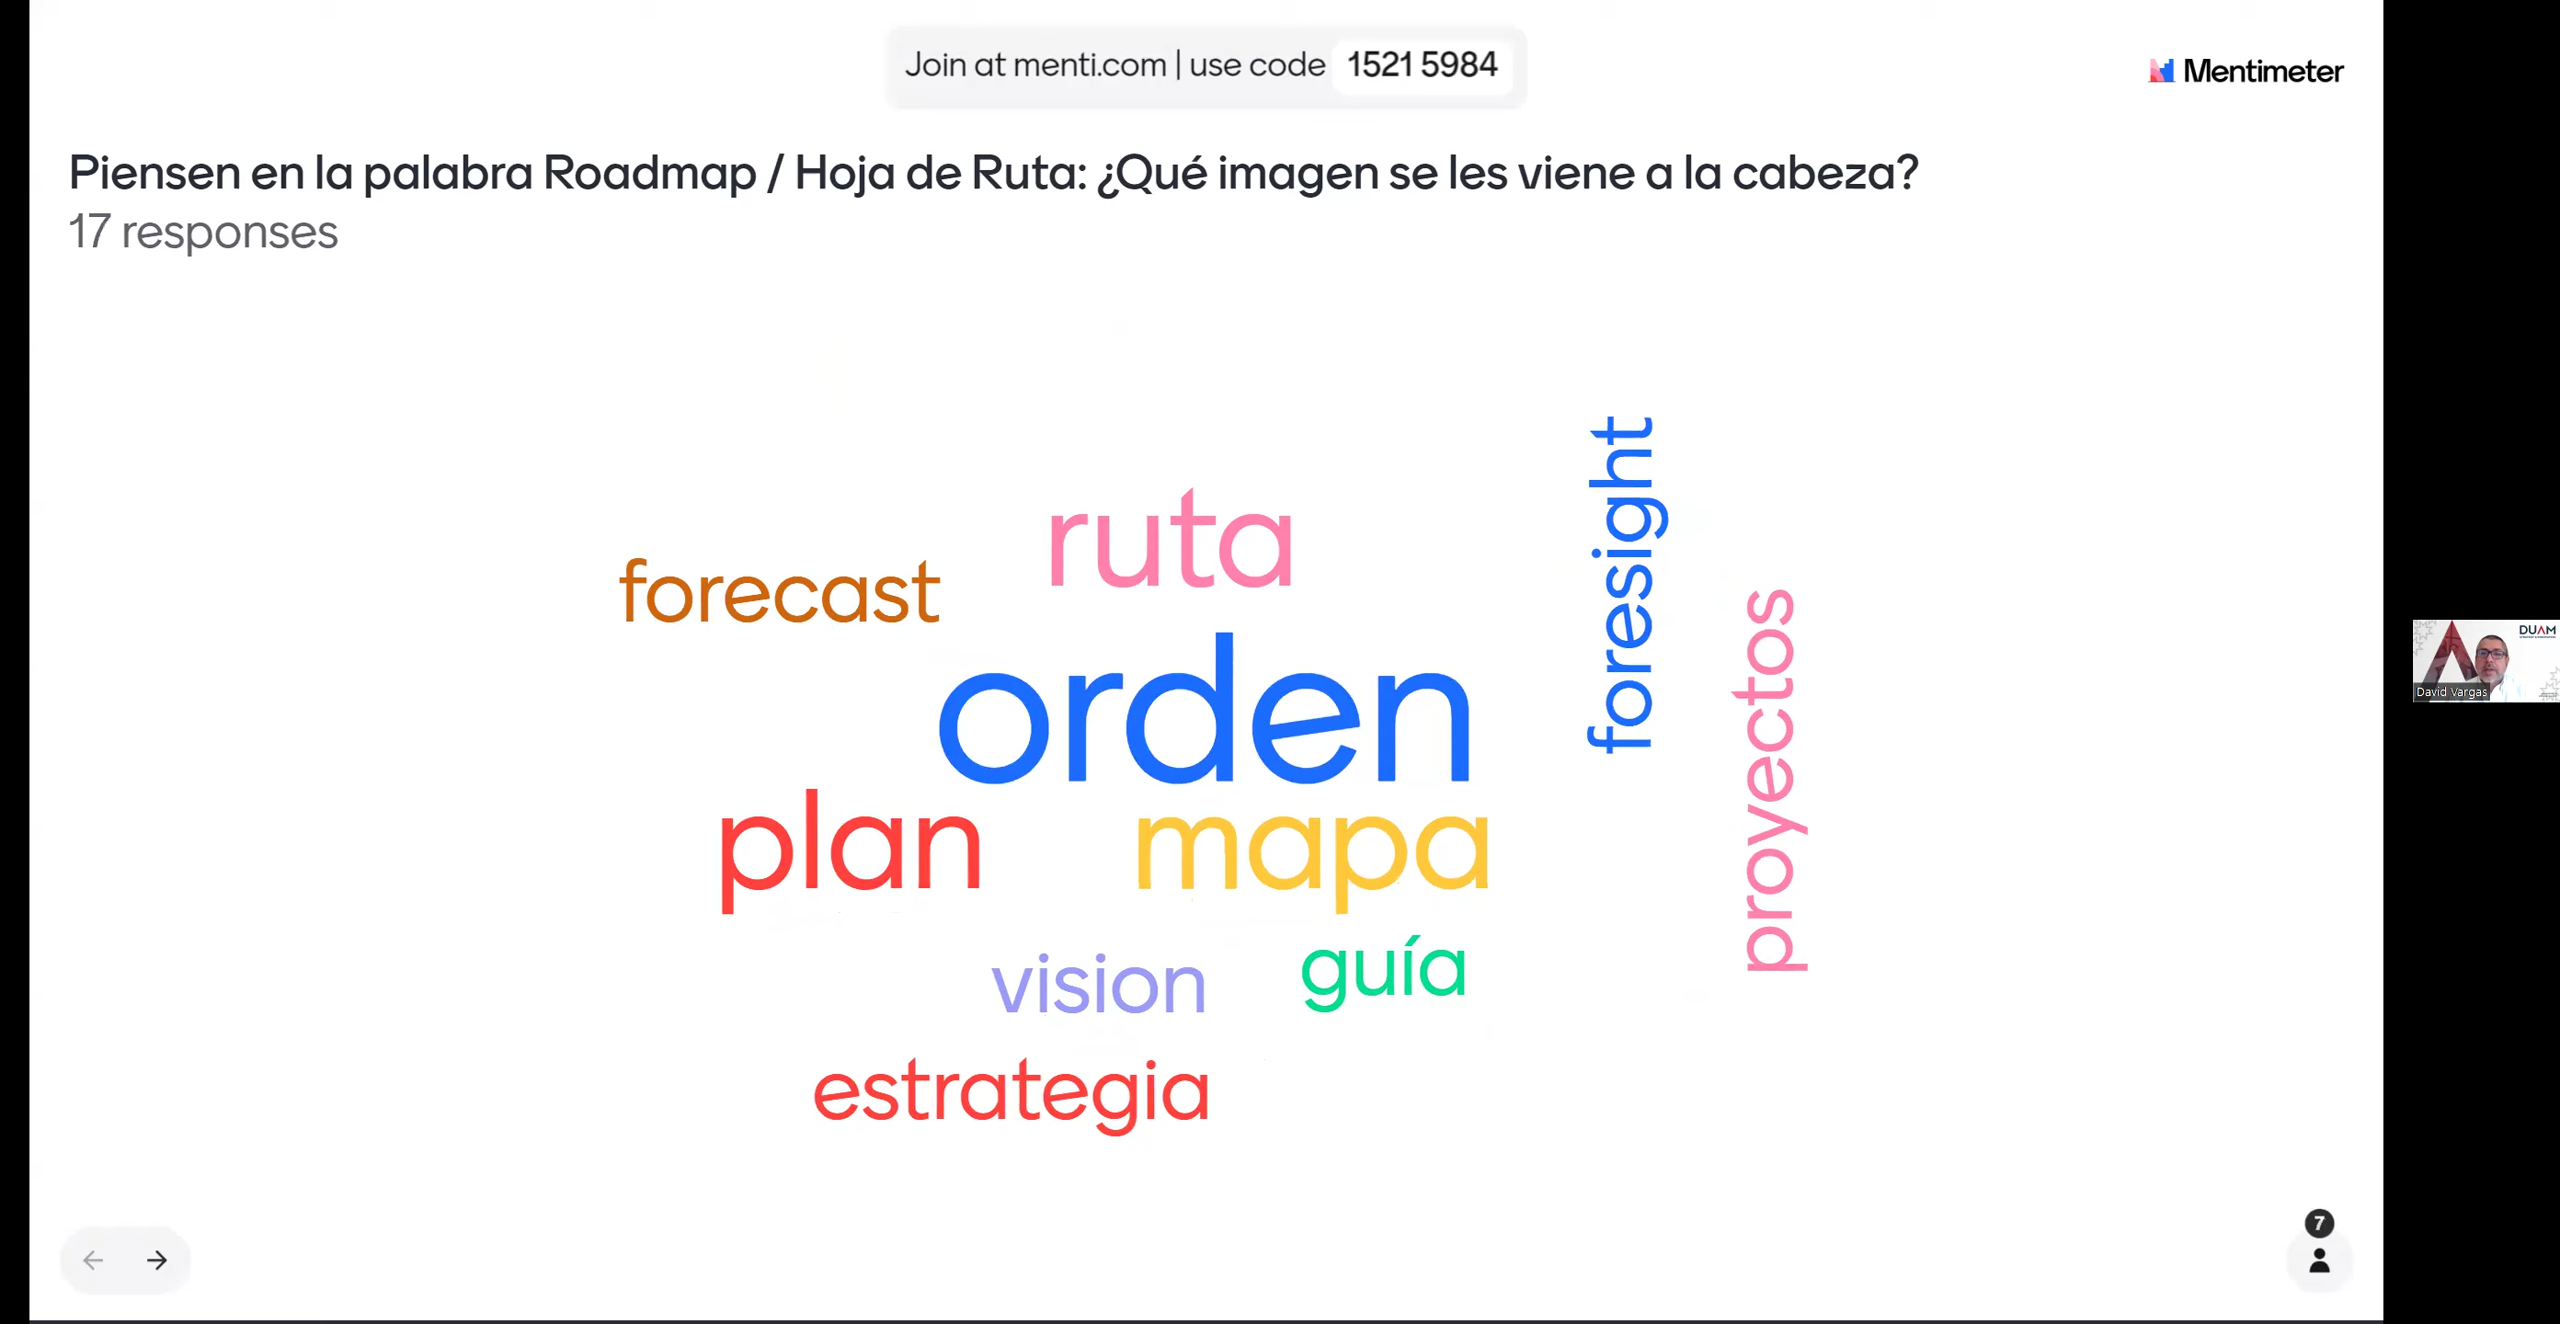 Join at menti.com | use code 1521 5984
Mentimeter
Piensen en la palabra Roadmap / Hoja de Ruta: ¿Qué imagen se les viene a la cabeza?
17 responses
foresight
ruta
forecast
proyectos
orden
plan
mapa
vision
guía
estrategia
DUAM
David Vargas
7